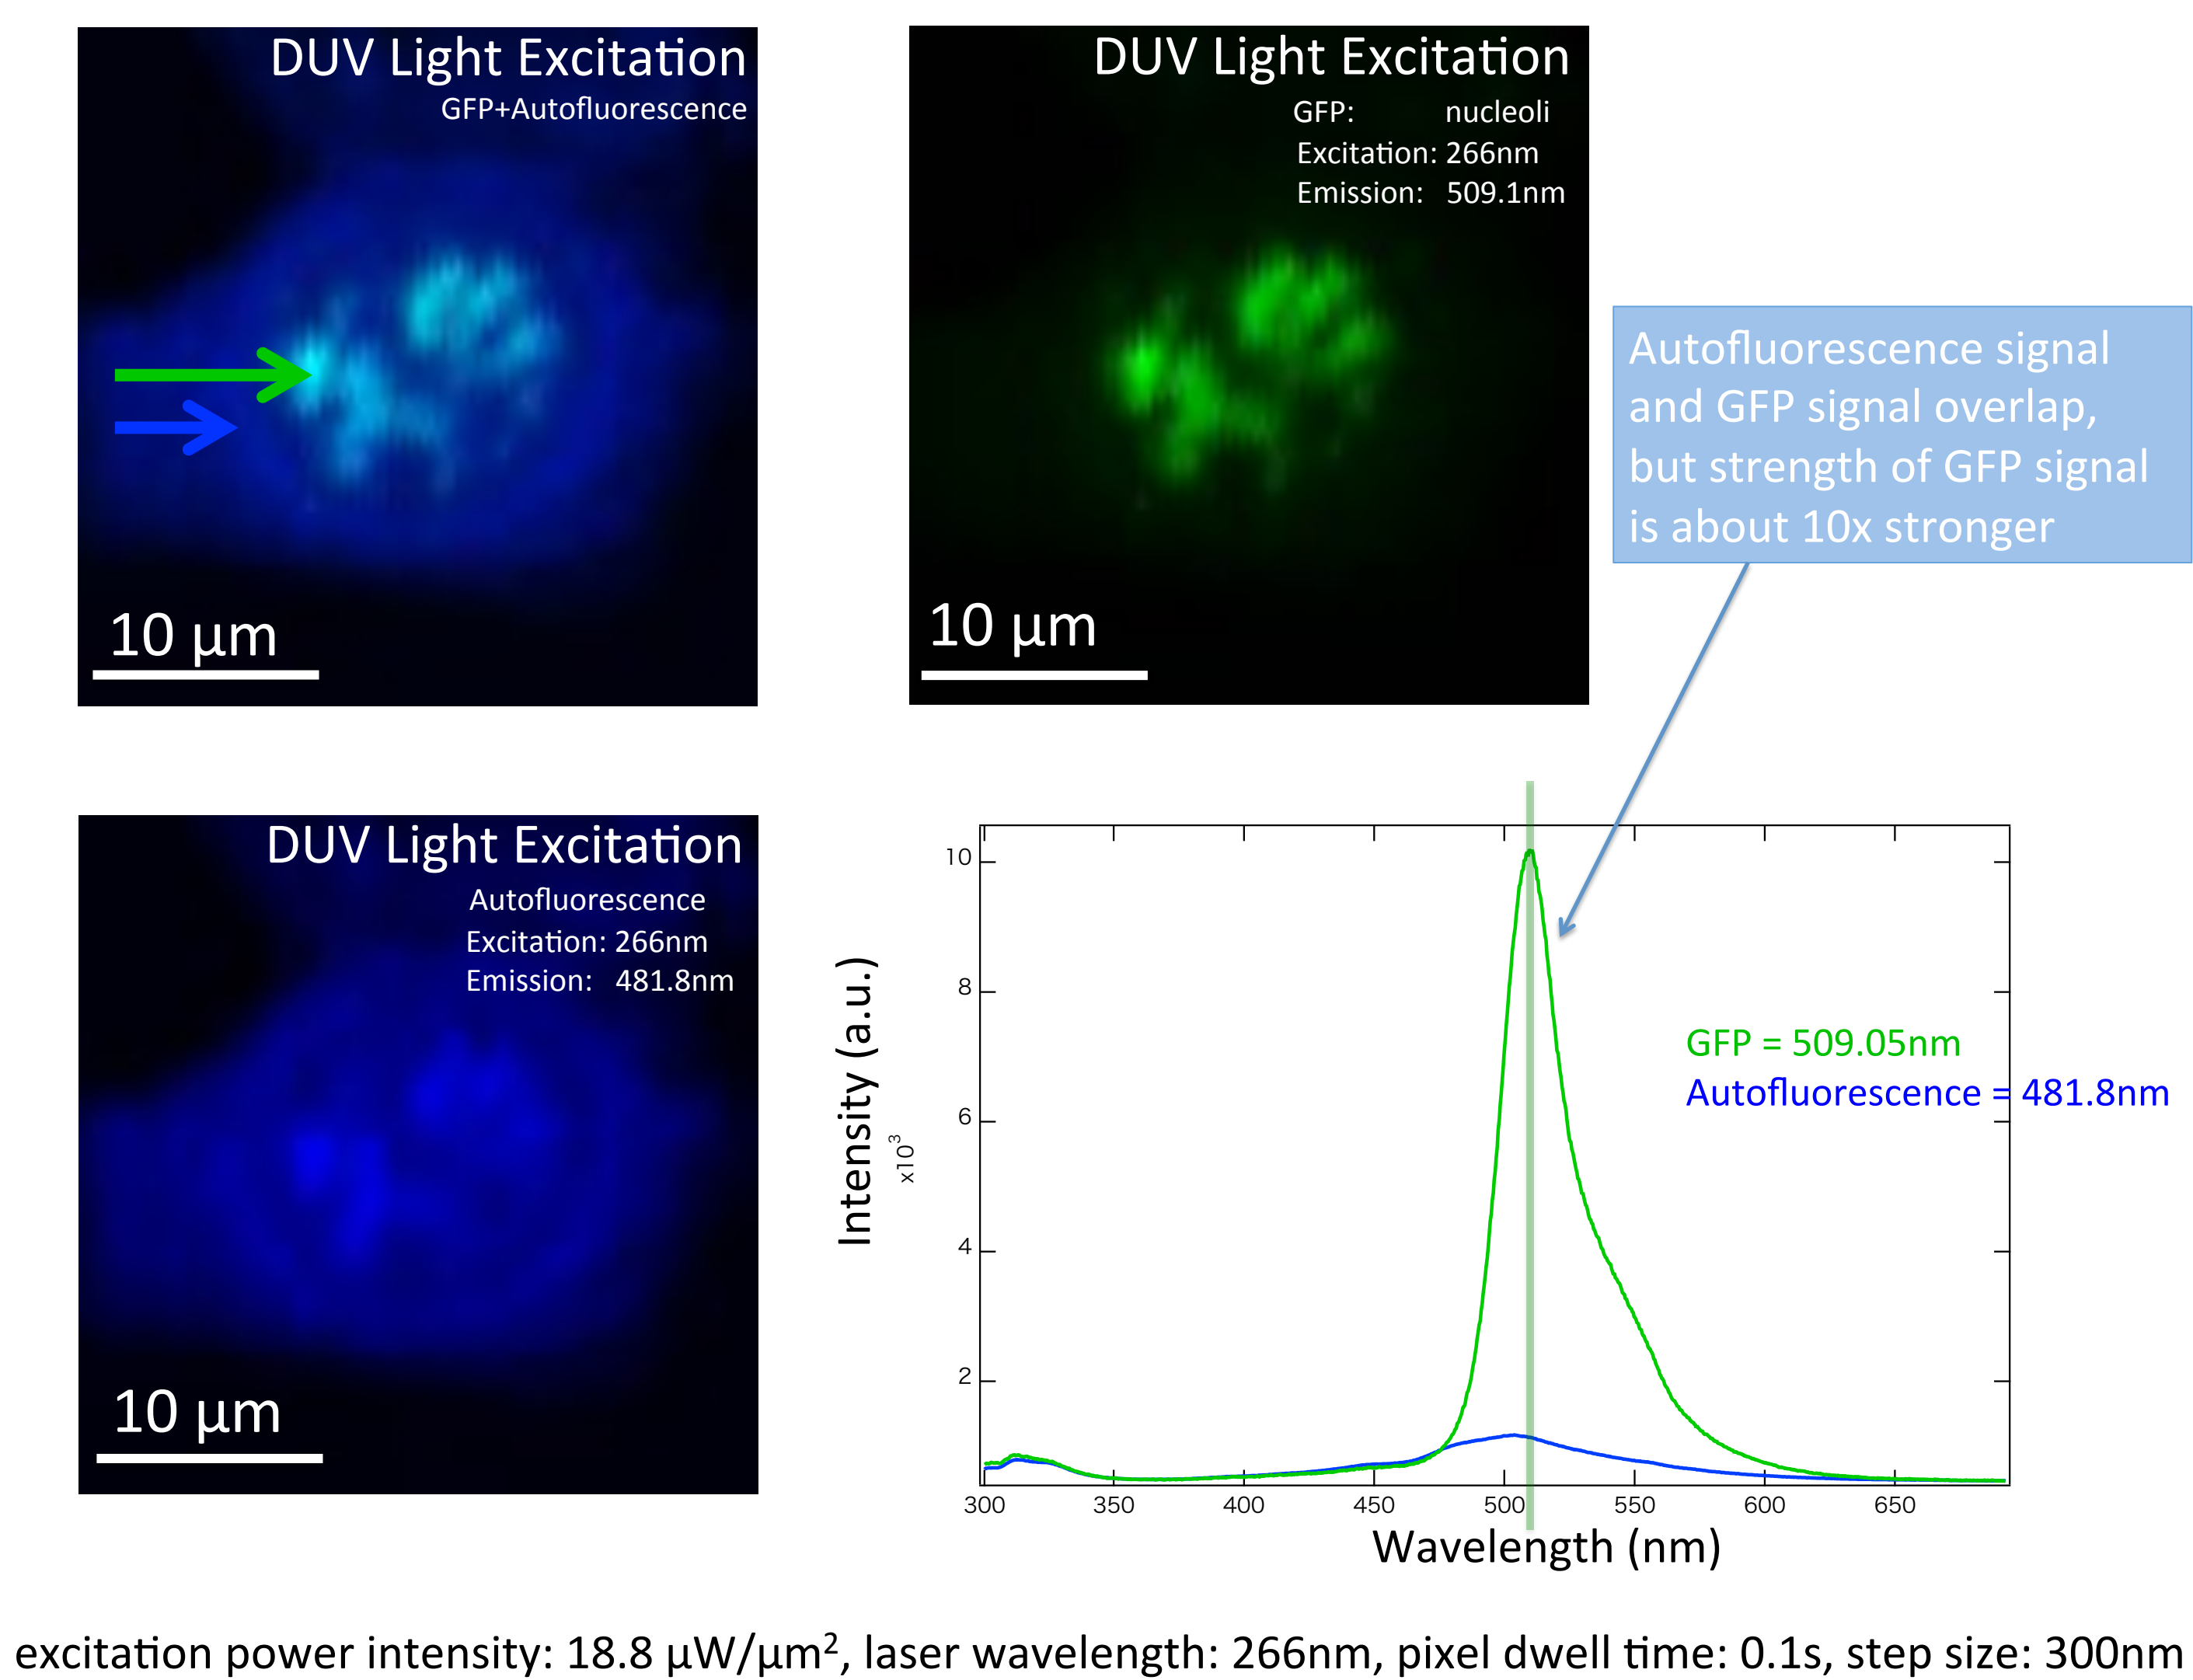 DUV Light Excitation
GFP+Autofluorescence
10 µm
DUV Light Excitation
GFP: nucleoli
Excitation: 266nm
Emission: 509.1nm
10 µm
Autofluorescence signal
and GFP signal overlap,
but strength of GFP signal
is about 10x stronger
DUV Light Excitation
Autofluorescence
Excitation: 266nm
Emission: 481.8nm
10 µm
Intensity (a.u.)
x10³
10
8
6
4
2
GFP = 509.05nm
Autofluorescence = 481.8nm
300 350 400 450 500 550 600 650
Wavelength (nm)
excitation power intensity: 18.8 µW/µm², laser wavelength: 266nm, pixel dwell time: 0.1s, step size: 300nm